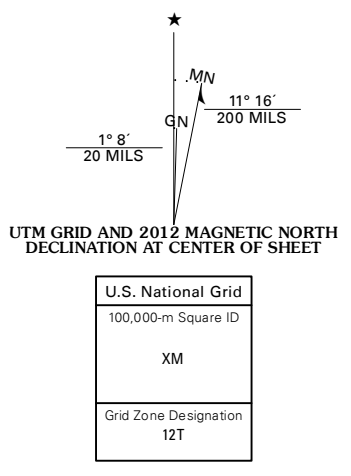 ★
MN
GN
11° 16´
200 MILS
1° 8´
20 MILS
UTM GRID AND 2012 MAGNETIC NORTH
DECLINATION AT CENTER OF SHEET
U.S. National Grid
100,000-m Square ID
XM
Grid Zone Designation
12T